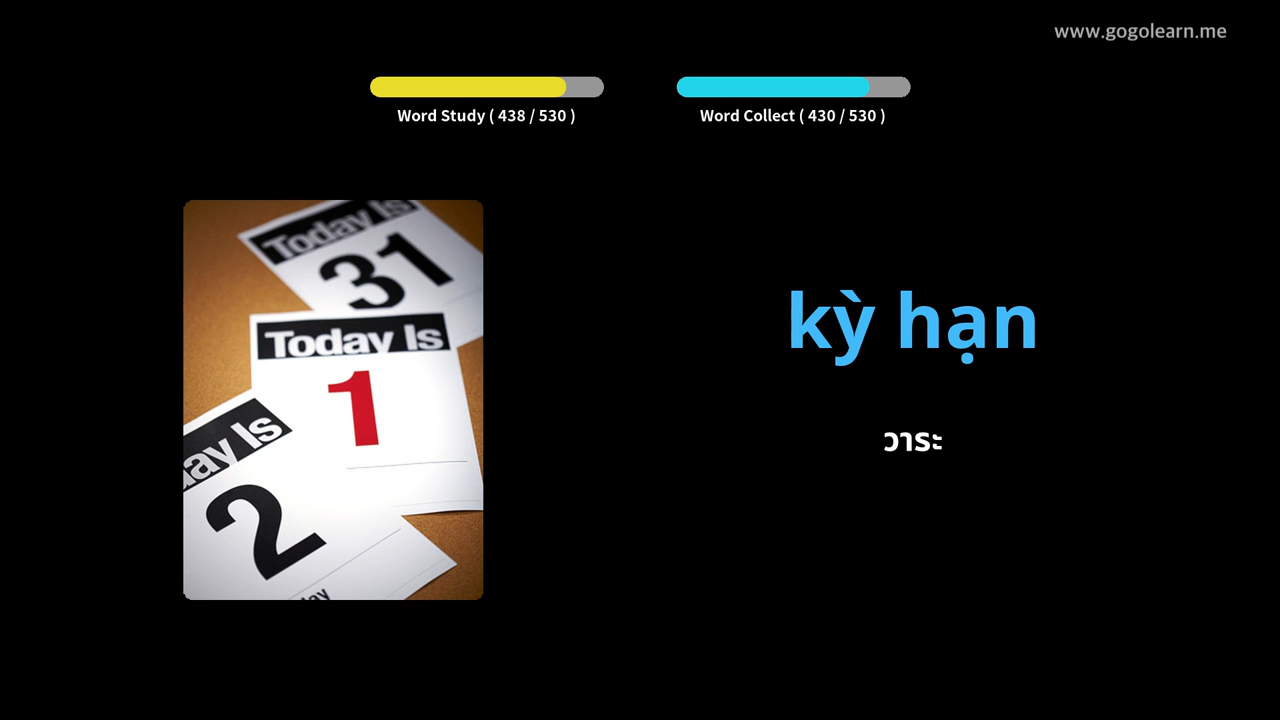 www.gogolearn.me
Word Study ( 438 / 530 )
Word Collect ( 430 / 530 )
Today Is
31
Today Is
1
ay Is
2
day
kỳ hạn
วาระ